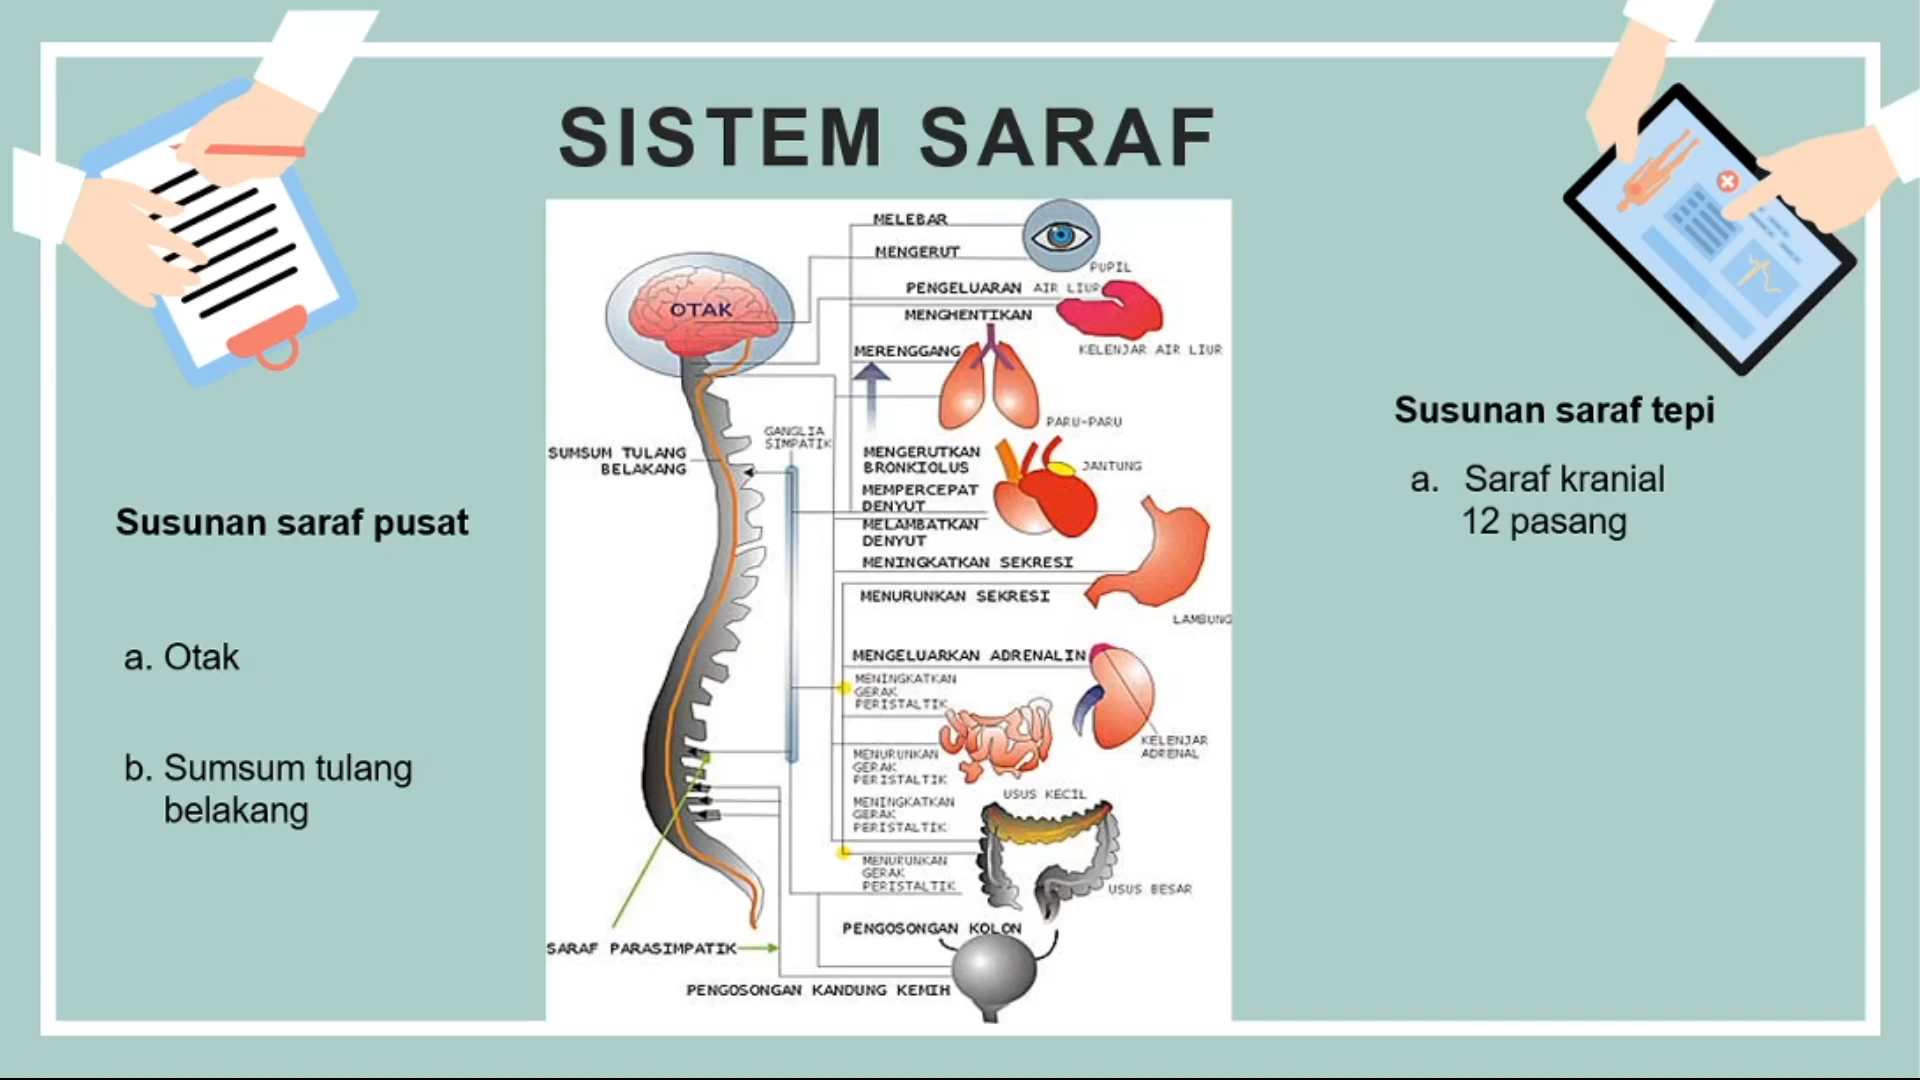 SISTEM SARAF
Susunan saraf pusat
a. Otak
b. Sumsum tulang
belakang
MELEBAR
MENGERUT
PUPIL
PENGELUARAN AIR LIUR
MENGHENTIKAN
KELENJAR AIR LIUR
OTAK
MERENGGANG
PARU-PARU
GANGLIA
SIMPATIK
SUMSUM TULANG
BELAKANG
MENGERUTKAN
BRONKIOLUS
JANTUNG
MEMPERCEPAT
DENYUT
MELAMBATKAN
DENYUT
MENINGKATKAN SEKRESI
MENURUNKAN SEKRESI
LAMBUNG
MENGELUARKAN ADRENALIN
MENINGKATKAN
GERAK
PERISTALTIK
KELENJAR
ADRENAL
MENURUNKAN
GERAK
PERISTALTIK
USUS KECIL
MENINGKATKAN
GERAK
PERISTALTIK
MENURUNKAN
GERAK
PERISTALTIK
USUS BESAR
PENGOSONGAN KOLON
SARAF PARASIMPATIK
PENGOSONGAN KANDUNG KEMIH
Susunan saraf tepi
a. Saraf kranial
12 pasang